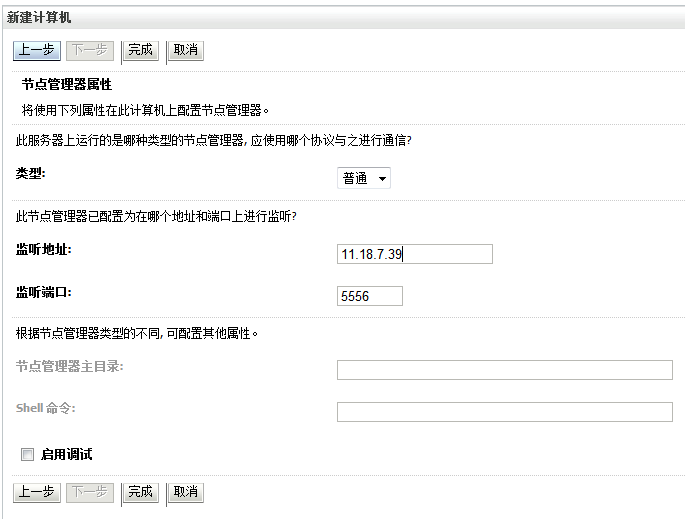 新建计算机
上一步 下一步 完成 取消
节点管理器属性
将使用下列属性在此计算机上配置节点管理器。
此服务器上运行的是哪种类型的节点管理器, 应使用哪个协议与之进行通信?
类型: 普通
此节点管理器已配置为在哪个地址和端口上进行监听?
监听地址: 11.18.7.39
监听端口: 5556
根据节点管理器类型的不同, 可配置其他属性。
节点管理器主目录:
Shell 命令:
启用调试
上一步 下一步 完成 取消